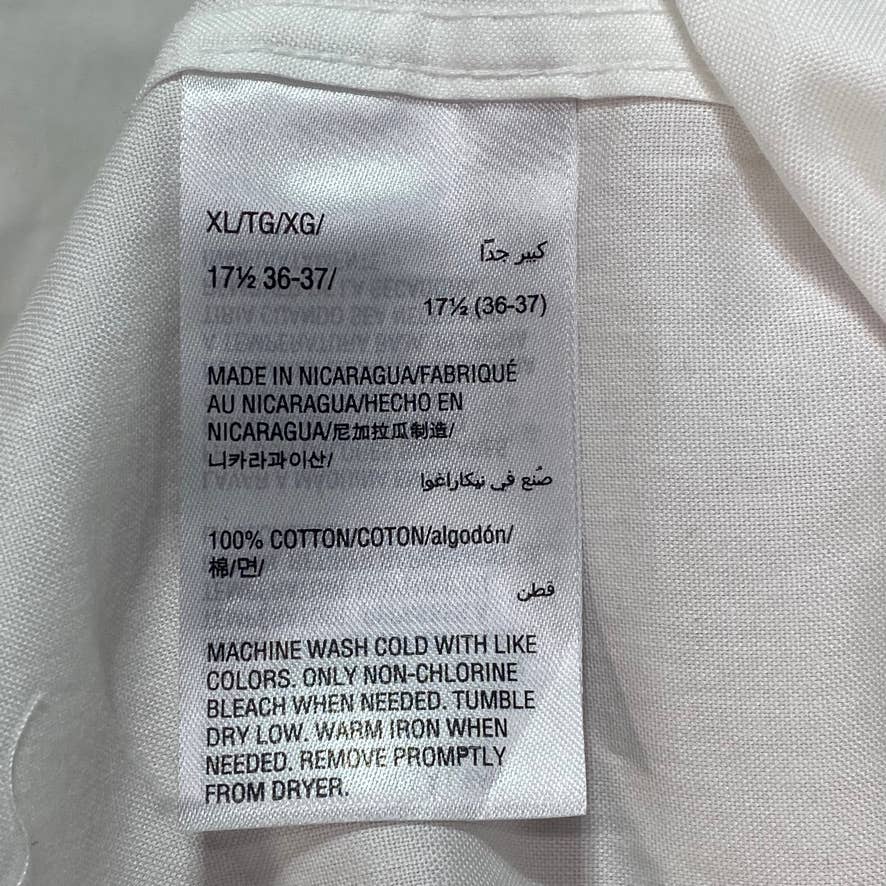 XL/TG/XG/
كبير جدًا
17½ 36-37/
17½ (36-37)
MADE IN NICARAGUA/FABRIQUÉ
AU NICARAGUA/HECHO EN
NICARAGUA/尼加拉瓜制造/
니카라과이산/
صُنع في نيكاراغوا
100% COTTON/COTON/algodón/
棉/면/
قطن
MACHINE WASH COLD WITH LIKE
COLORS. ONLY NON-CHLORINE
BLEACH WHEN NEEDED. TUMBLE
DRY LOW. WARM IRON WHEN
NEEDED. REMOVE PROMPTLY
FROM DRYER.